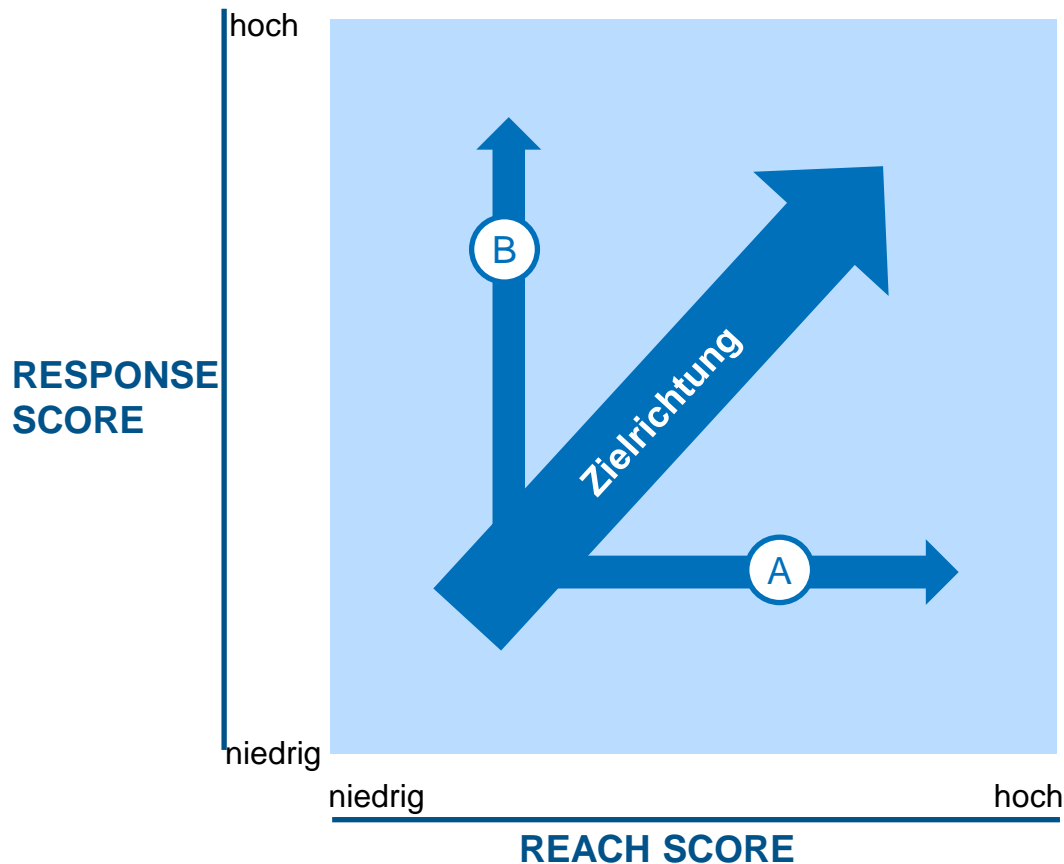 hoch
B
RESPONSE
SCORE
Zielrichtung
A
niedrig
niedrig
hoch
REACH SCORE